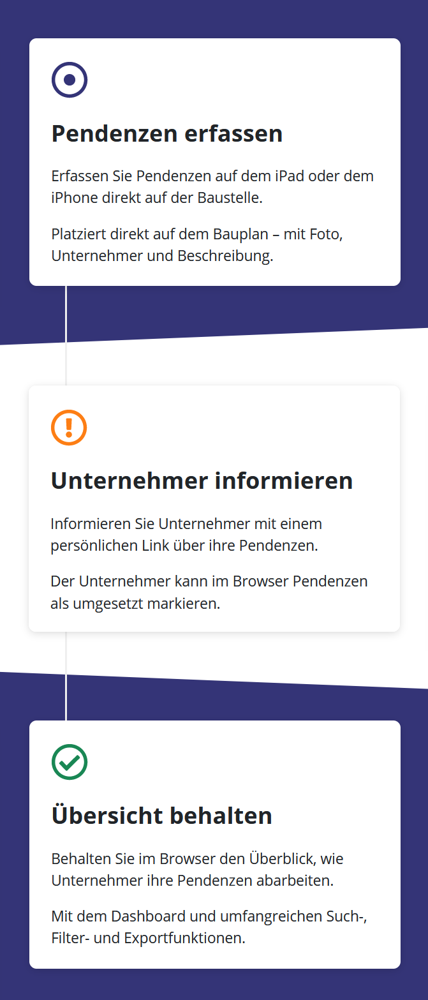 Pendenzen erfassen
Erfassen Sie Pendenzen auf dem iPad oder dem
iPhone direkt auf der Baustelle.
Platziert direkt auf dem Bauplan – mit Foto,
Unternehmer und Beschreibung.
Unternehmer informieren
Informieren Sie Unternehmer mit einem
persönlichen Link über ihre Pendenzen.
Der Unternehmer kann im Browser Pendenzen
als umgesetzt markieren.
Übersicht behalten
Behalten Sie im Browser den Überblick, wie
Unternehmer ihre Pendenzen abarbeiten.
Mit dem Dashboard und umfangreichen Such-,
Filter- und Exportfunktionen.